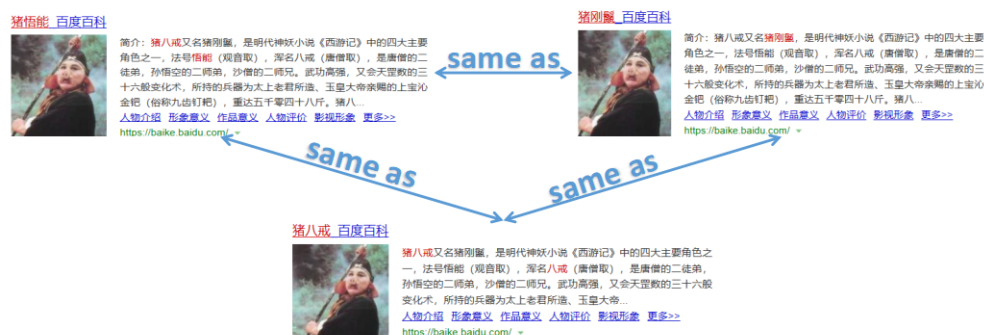 猪悟能_百度百科
简介：猪八戒又名猪刚鬣，是明代神妖小说《西游记》中的四大主要
角色之一，法号悟能（观音取），浑名八戒（唐僧取），是唐僧的二
徒弟，孙悟空的二师弟，沙僧的二师兄。武功高强，又会天罡数的三
十六般变化术，所持的兵器为太上老君所造、玉皇大帝亲赐的上宝沁
金钯（俗称九齿钉耙），重达五千零四十八斤。猪八...
人物介绍 形象意义 作品意义 人物评价 影视形象 更多>>
https://baike.baidu.com/
same as
猪刚鬣_百度百科
简介：猪八戒又名猪刚鬣，是明代神妖小说《西游记》中的四大主要
角色之一，法号悟能（观音取），浑名八戒（唐僧取），是唐僧的二
徒弟，孙悟空的二师弟，沙僧的二师兄。武功高强，又会天罡数的三
十六般变化术，所持的兵器为太上老君所造、玉皇大帝亲赐的上宝沁
金钯（俗称九齿钉耙），重达五千零四十八斤。猪八...
人物介绍 形象意义 作品意义 人物评价 影视形象 更多>>
https://baike.baidu.com/
same as
same as
猪八戒_百度百科
猪八戒又名猪刚鬣，是明代神妖小说《西游记》中的四大主要角色之
一，法号悟能（观音取），浑名八戒（唐僧取），是唐僧的二徒弟，
孙悟空的二师弟，沙僧的二师兄。武功高强，又会天罡数的三十六般
变化术，所持的兵器为太上老君所造、玉皇大帝...
人物介绍 形象意义 作品意义 人物评价 影视形象 更多>>
https://baike.baidu.com/